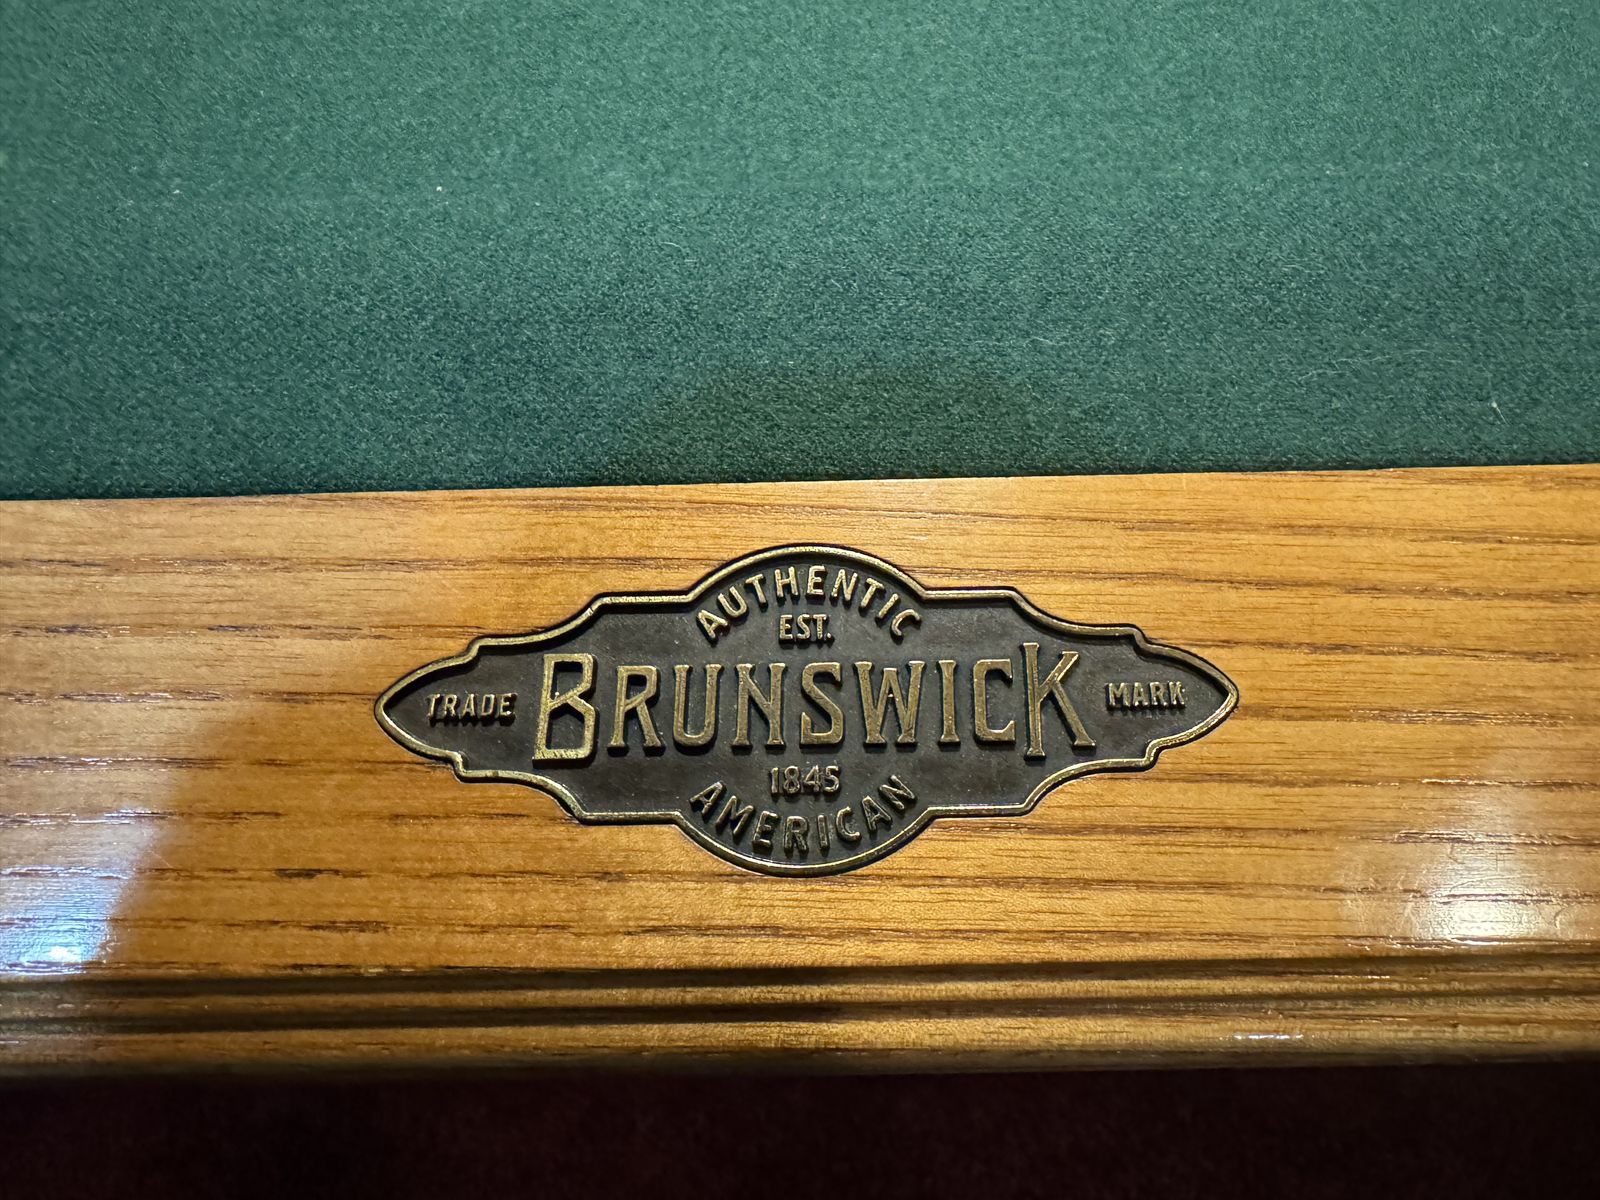 AUTHENTIC
EST.
TRADE BRUNSWICK MARK
1845
AMERICAN